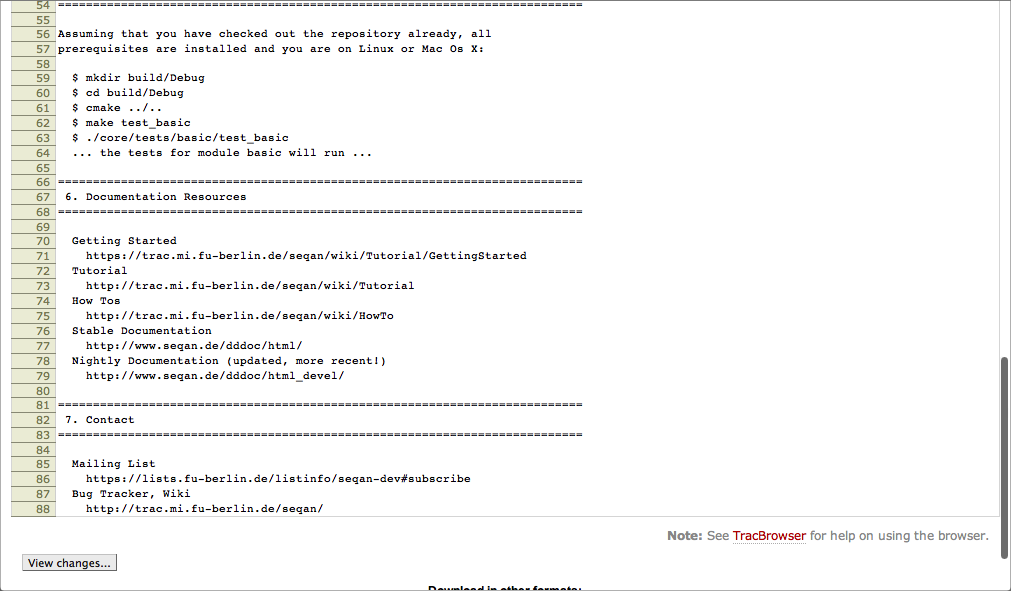 54 ===========================================================================
55
56 Assuming that you have checked out the repository already, all
57 prerequisites are installed and you are on Linux or Mac Os X:
58
59 $ mkdir build/Debug
60 $ cd build/Debug
61 $ cmake ../..
62 $ make test_basic
63 $ ./core/tests/basic/test_basic
64 ... the tests for module basic will run ...
65
66 ===========================================================================
67 6. Documentation Resources
68 ===========================================================================
69
70 Getting Started
71 https://trac.mi.fu-berlin.de/seqan/wiki/Tutorial/GettingStarted
72 Tutorial
73 http://trac.mi.fu-berlin.de/seqan/wiki/Tutorial
74 How Tos
75 http://trac.mi.fu-berlin.de/seqan/wiki/HowTo
76 Stable Documentation
77 http://www.seqan.de/dddoc/html/
78 Nightly Documentation (updated, more recent!)
79 http://www.seqan.de/dddoc/html_devel/
80
81 ===========================================================================
82 7. Contact
83 ===========================================================================
84
85 Mailing List
86 https://lists.fu-berlin.de/listinfo/seqan-dev#subscribe
87 Bug Tracker, Wiki
88 http://trac.mi.fu-berlin.de/seqan/
Note: See TracBrowser for help on using the browser.
View changes...
Download in other formats: